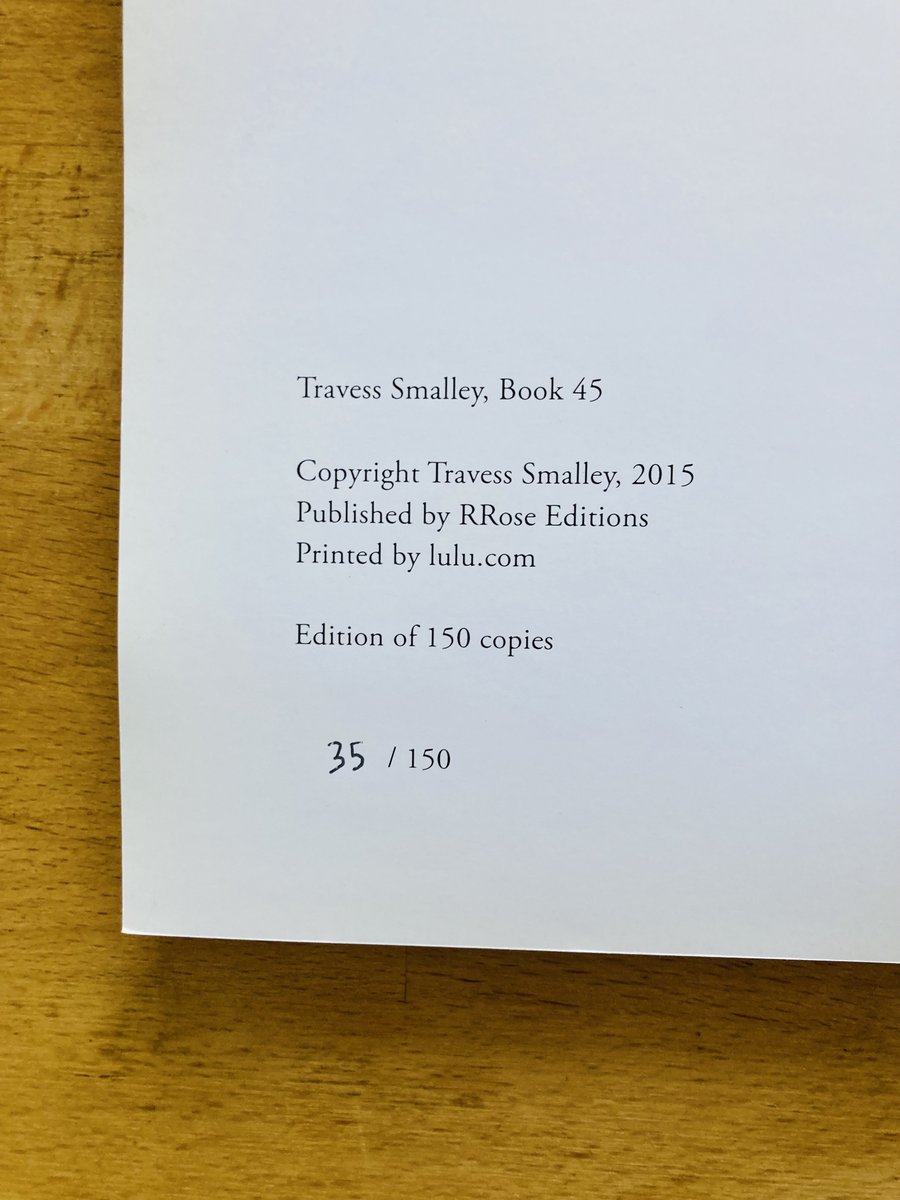 Travess Smalley, Book 45
Copyright Travess Smalley, 2015
Published by RRose Editions
Printed by lulu.com
Edition of 150 copies
35 / 150